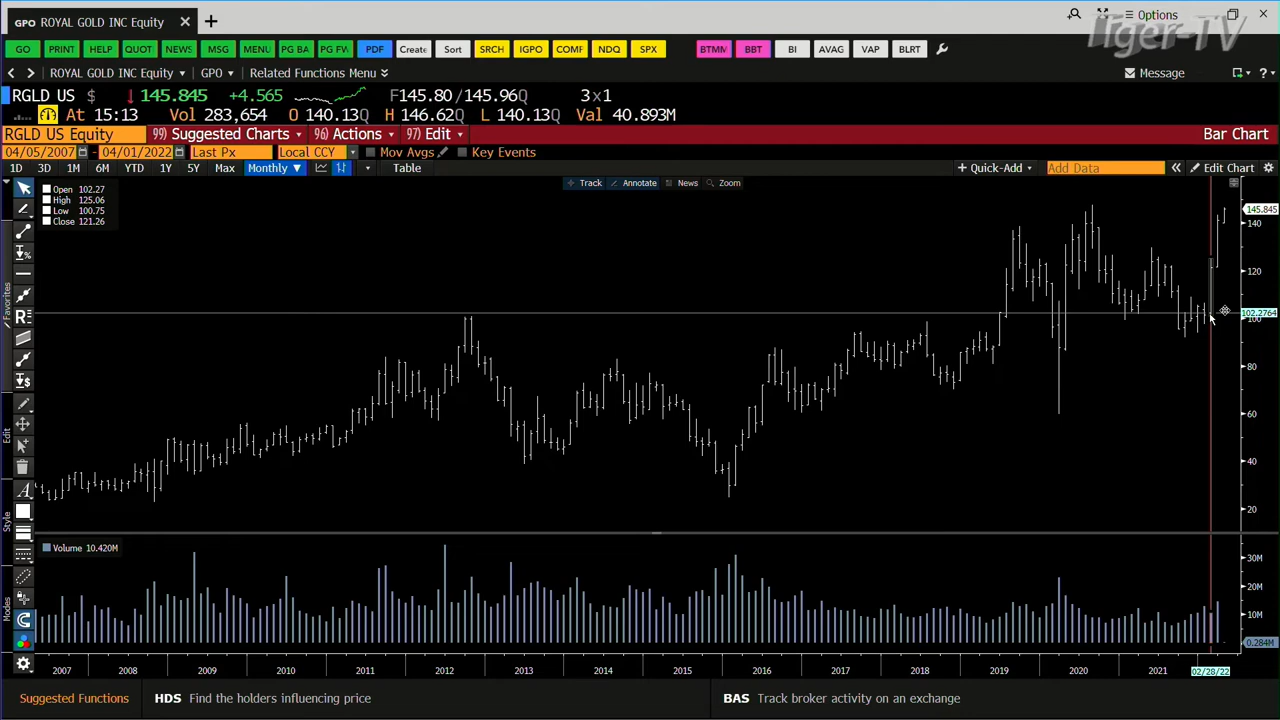 GPO ROYAL GOLD INC Equity × +
Options
Tiger-TV
GO PRINT HELP QUOT NEWS MSG MENU PG BA PG FW PDF Create Sort SRCH IGPO COMF NDQ SPX BTMM BBT BI AVAG VAP BLRT
ROYAL GOLD INC Equity GPO Related Functions Menu Message ?
RGLD US $ ↓ 145.845 +4.565 F145.80 /145.96Q 3×1
At 15:13 Vol 283,654 O 140.13Q H 146.62Q L 140.13Q Val 40.893M
RGLD US Equity 99) Suggested Charts 96) Actions 97) Edit Bar Chart
04/05/2007 - 04/01/2022 Last Px Local CCY Mov Avgs Key Events
1D 3D 1M 6M YTD 1Y 5Y Max Monthly ▼ Table + Quick-Add Add Data « Edit Chart
Track Annotate News Zoom
Open 102.27
High 125.06
Low 100.75
Close 121.26
145.845
140
120
102.2764
100
80
60
40
20
Favorites
Edit
Style
Modes
Volume 10.420M
30M
20M
10M
0.284M
2007 2008 2009 2010 2011 2012 2013 2014 2015 2016 2017 2018 2019 2020 2021 02/28/22
Suggested Functions HDS Find the holders influencing price BAS Track broker activity on an exchange